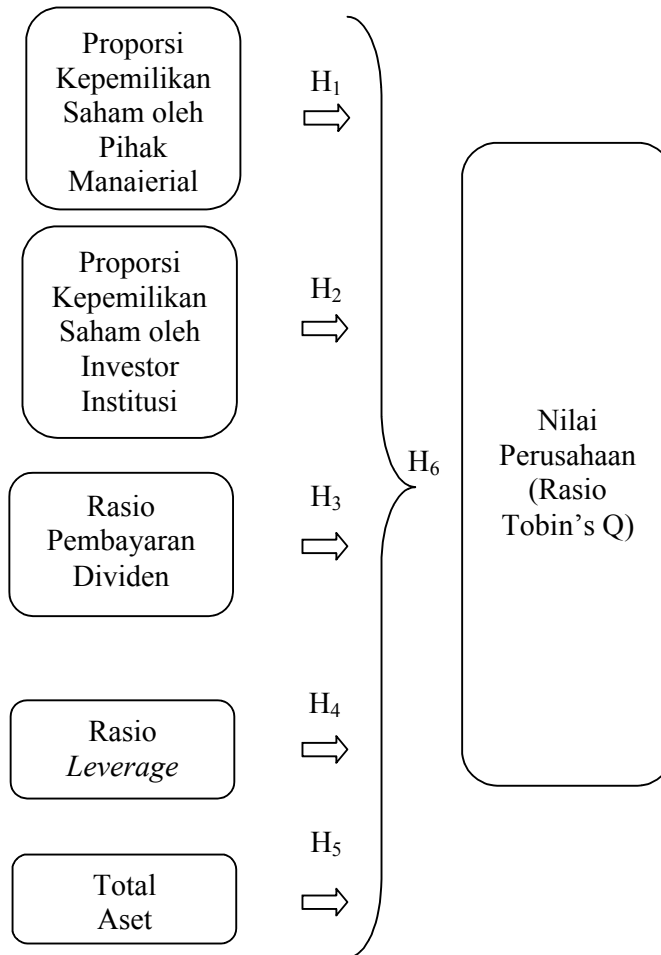 Proporsi
Kepemilikan
Saham oleh
Pihak
Manajerial
H₁
Proporsi
Kepemilikan
Saham oleh
Investor
Institusi
H₂
Rasio
Pembayaran
Dividen
H₃
Rasio
Leverage
H₄
Total
Aset
H₅
H₆
Nilai
Perusahaan
(Rasio
Tobin’s Q)